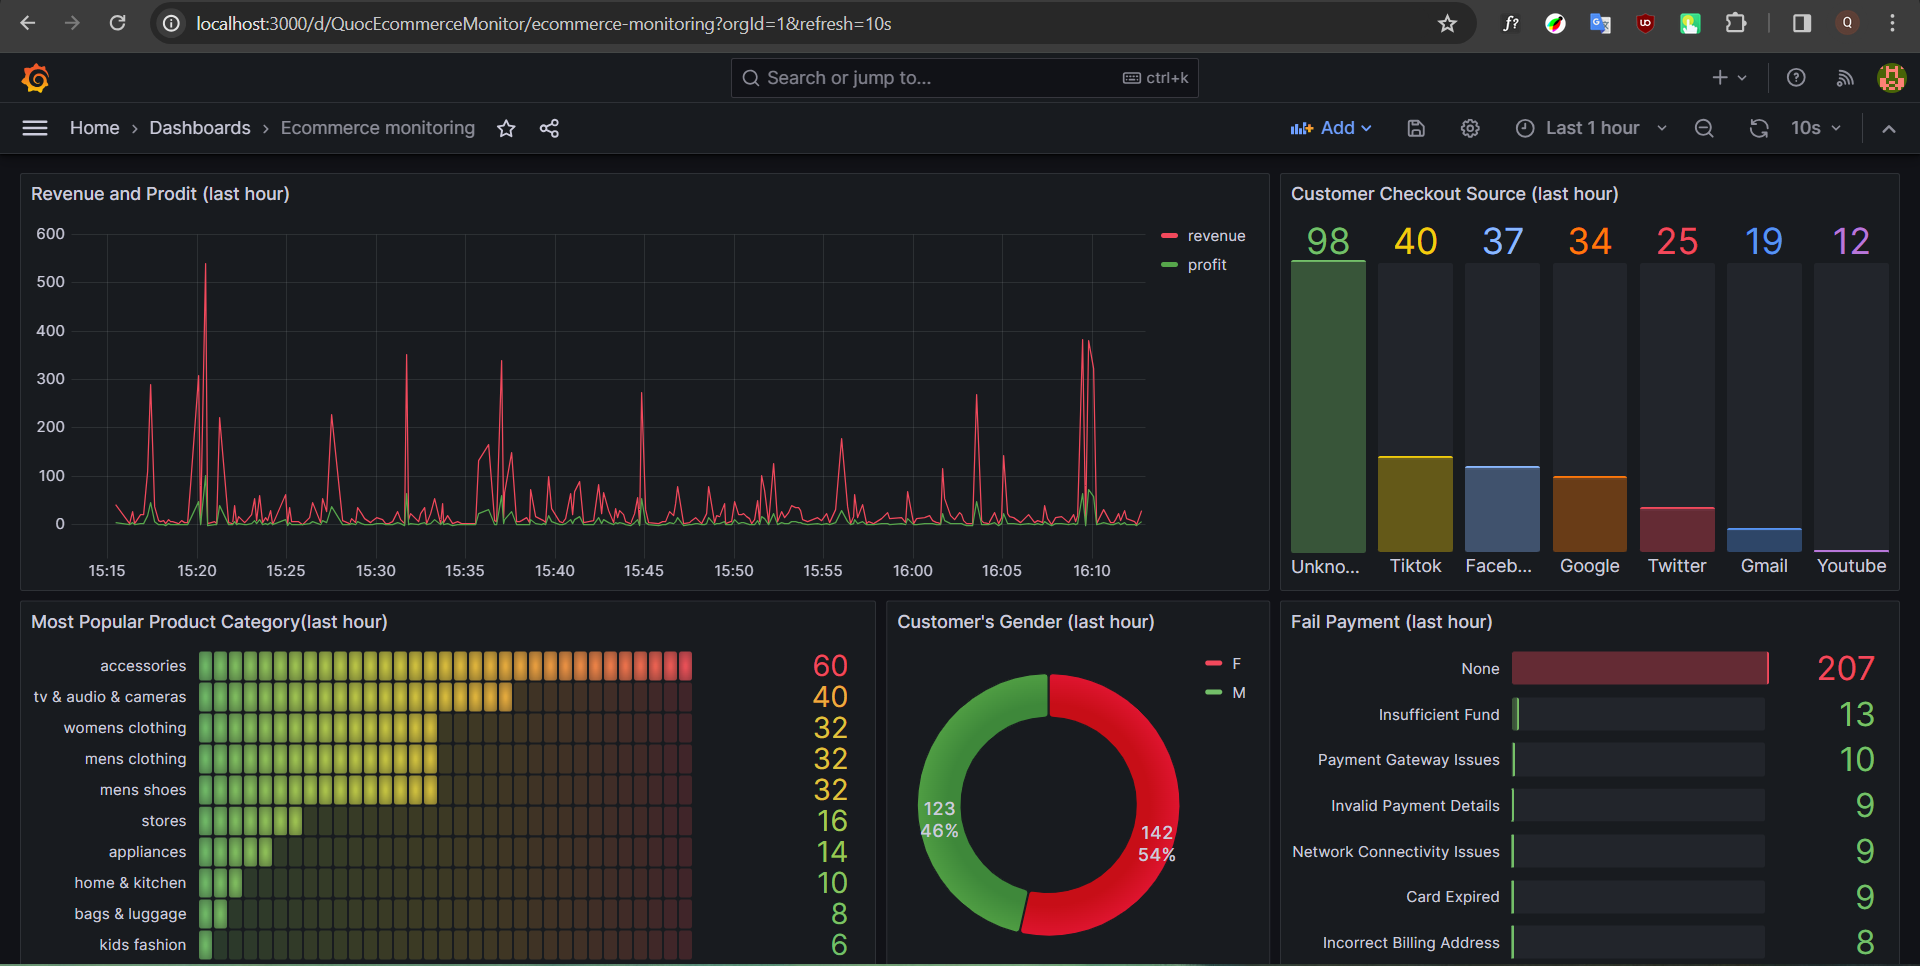 localhost:3000/d/QuocEcommerceMonitor/ecommerce-monitoring?orgId=1&refresh=10s
f?
G
UD
Q
Search or jump to...
ctrl+k
Home › Dashboards › Ecommerce monitoring
Add
Last 1 hour
10s
Revenue and Prodit (last hour)
600
500
400
300
200
100
0
15:15 15:20 15:25 15:30 15:35 15:40 15:45 15:50 15:55 16:00 16:05 16:10
revenue
profit
Customer Checkout Source (last hour)
98 40 37 34 25 19 12
Unkno... Tiktok Faceb... Google Twitter Gmail Youtube
Most Popular Product Category(last hour)
accessories 60
tv & audio & cameras 40
womens clothing 32
mens clothing 32
mens shoes 32
stores 16
appliances 14
home & kitchen 10
bags & luggage 8
kids fashion 6
Customer's Gender (last hour)
F
M
123
46%
142
54%
Fail Payment (last hour)
None 207
Insufficient Fund 13
Payment Gateway Issues 10
Invalid Payment Details 9
Network Connectivity Issues 9
Card Expired 9
Incorrect Billing Address 8